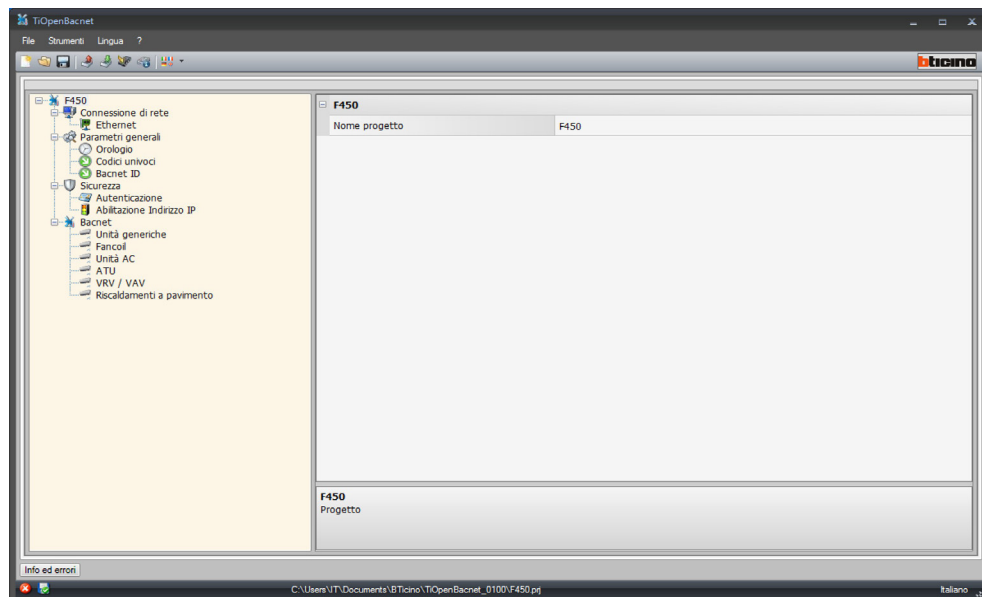 TiOpenBacnet
File Strumenti Lingua ?
bticino
F450
Connessione di rete
Ethernet
Parametri generali
Orologio
Codici univoci
Bacnet ID
Sicurezza
Autenticazione
Abilitazione Indirizzo IP
Bacnet
Unità generiche
Fancoil
Unità AC
ATU
VRV / VAV
Riscaldamenti a pavimento
F450
Nome progetto F450
F450
Progetto
Info ed errori
C:\Users\IT\Documents\BTicino\TiOpenBacnet_0100\F450.prj
Italiano